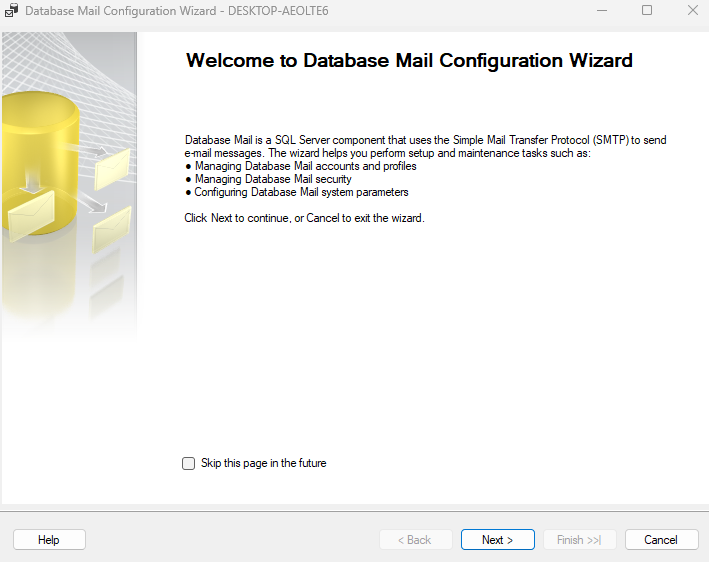 Database Mail Configuration Wizard - DESKTOP-AEOLTE6
Welcome to Database Mail Configuration Wizard
Database Mail is a SQL Server component that uses the Simple Mail Transfer Protocol (SMTP) to send
e-mail messages. The wizard helps you perform setup and maintenance tasks such as:
● Managing Database Mail accounts and profiles
● Managing Database Mail security
● Configuring Database Mail system parameters
Click Next to continue, or Cancel to exit the wizard.
Skip this page in the future
Help
< Back
Next >
Finish >>|
Cancel